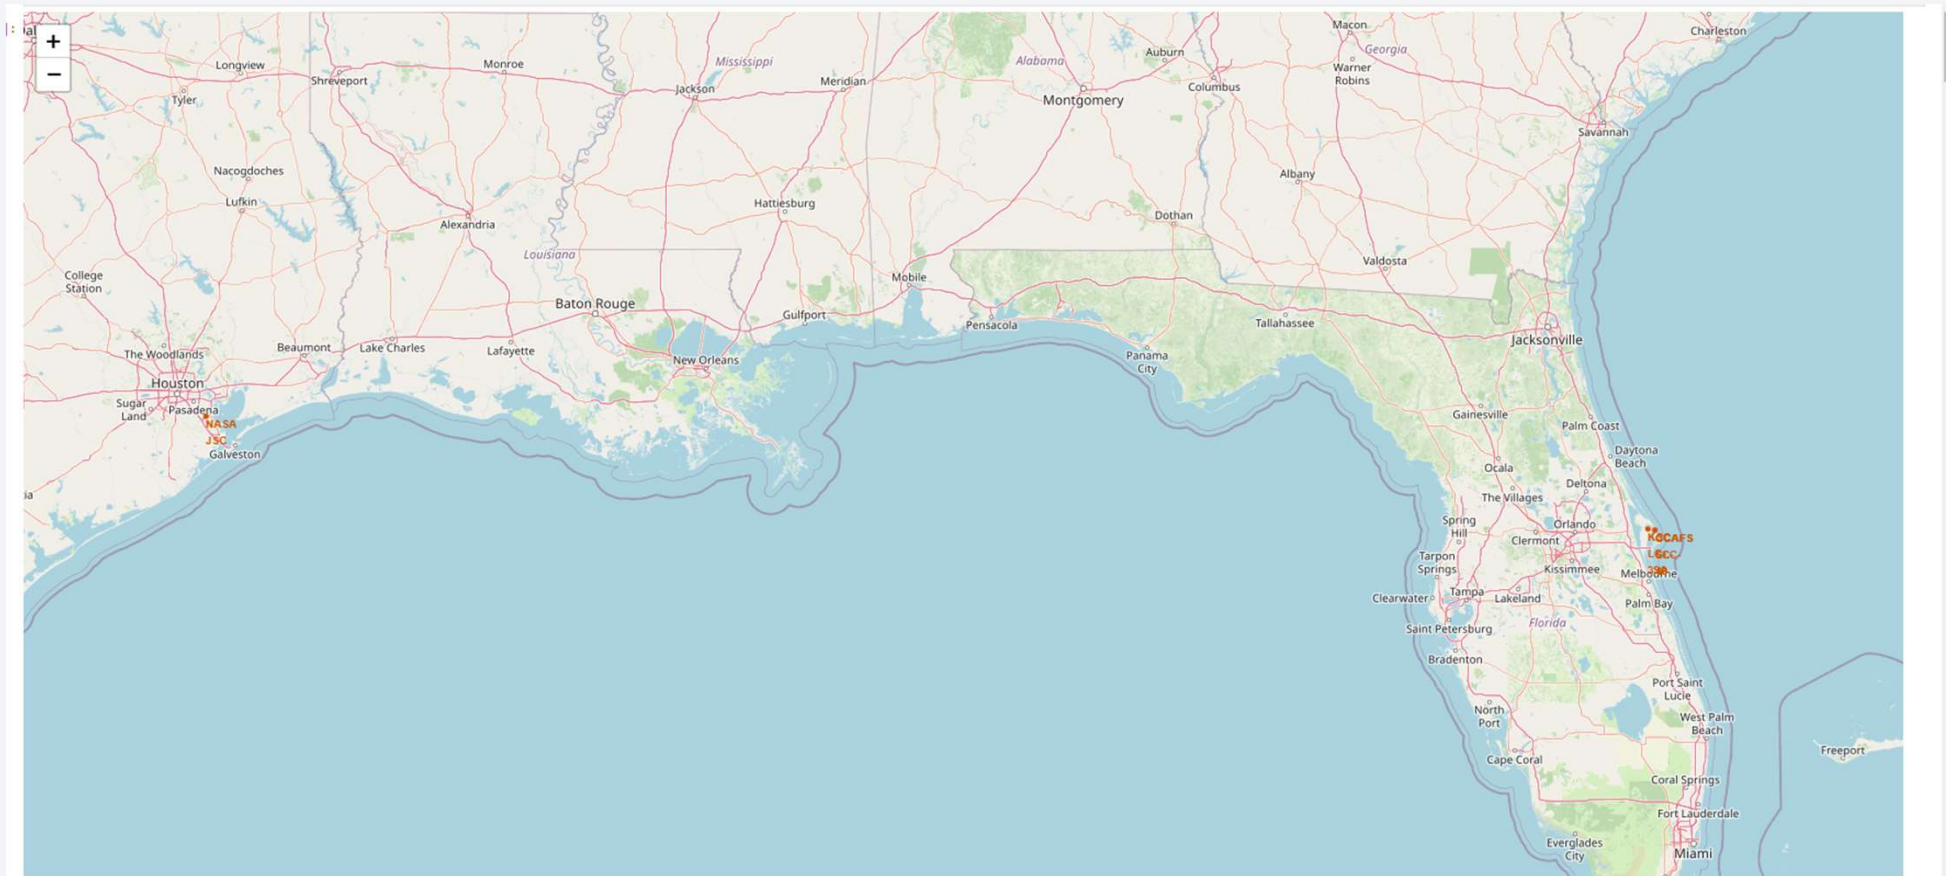 +
−
Longview
Tyler
Shreveport
Monroe
Mississippi
Jackson
Meridian
Alabama
Montgomery
Auburn
Columbus
Macon
Georgia
Warner
Robins
Charleston
Savannah
Nacogdoches
Lufkin
Alexandria
Hattiesburg
Albany
Dothan
Louisiana
College
Station
Mobile
Valdosta
Baton Rouge
Gulfport
Pensacola
Tallahassee
Jacksonville
The Woodlands
Beaumont
Lake Charles
Lafayette
New Orleans
Panama
City
Houston
Sugar
Land
Pasadena
NASA
JSC
Galveston
Gainesville
Palm Coast
Daytona
Beach
Ocala
Deltona
The Villages
Spring
Hill
Orlando
Clermont
CCAFS
Tarpon
Springs
Kissimmee
Melbourne
Clearwater
Tampa
Lakeland
Palm Bay
Saint Petersburg
Florida
Bradenton
Port Saint
Lucie
North
Port
West Palm
Beach
Freeport
Cape Coral
Coral Springs
Fort Lauderdale
Everglades
City
Miami